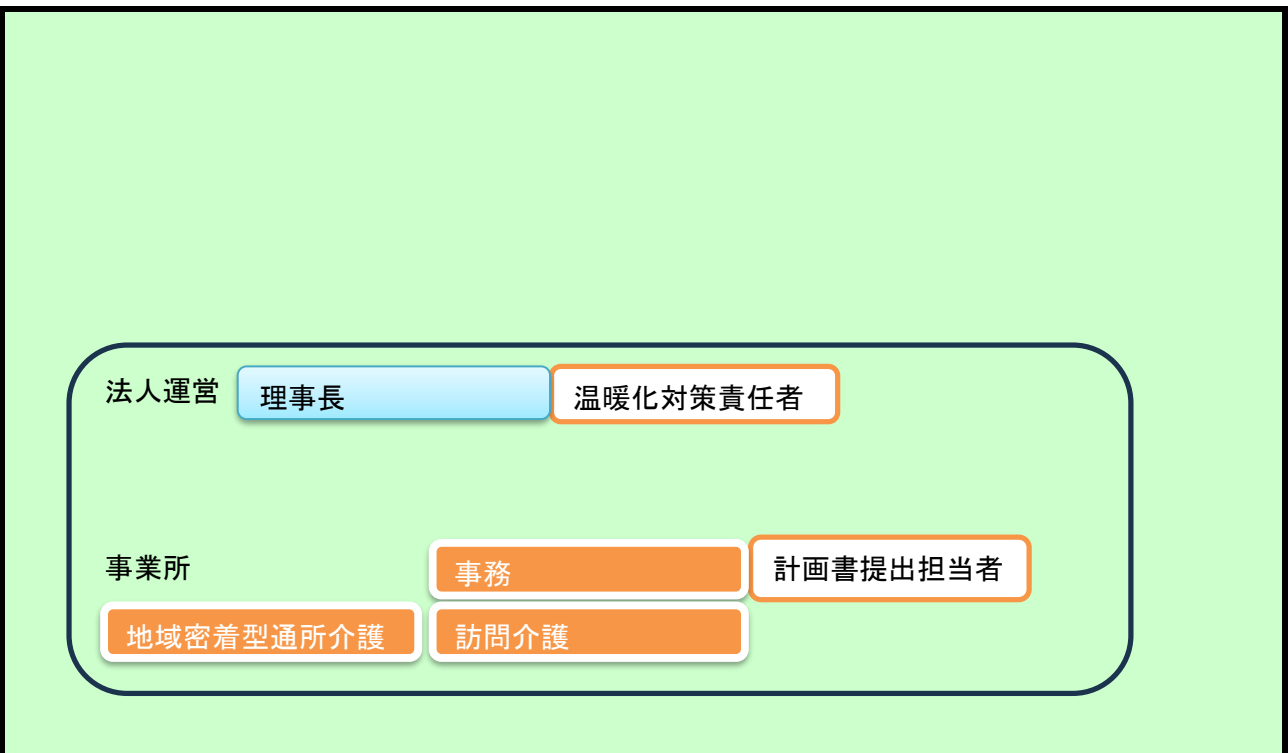 法人運営 理事長 温暖化対策責任者
事業所 事務 計画書提出担当者
地域密着型通所介護 訪問介護